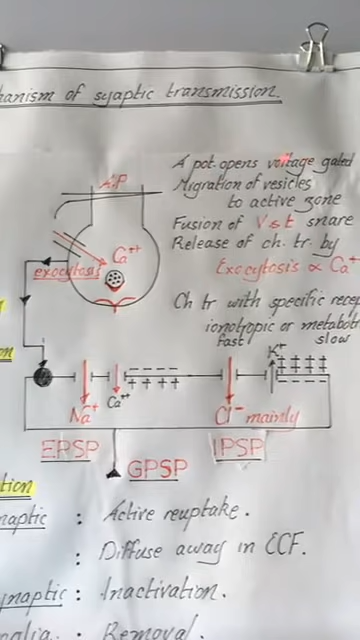 hanism of synaptic transmission.
AP
A pot. opens voltage gated
Migration of vesicles
to active zone
Fusion of V & t snare
Release of ch. tr. by
Exocytosis ∝ Ca+
Ca++
exocytosis
Ch tr with specific recep
ionotropic or metabotr
fast slow
K+
Na+
Ca++
Cl- mainly
EPSP
IPSP
GPSP
tion
naptic : Active reuptake.
: Diffuse away in ECF.
ynaptic : Inactivation.
glia : Removal